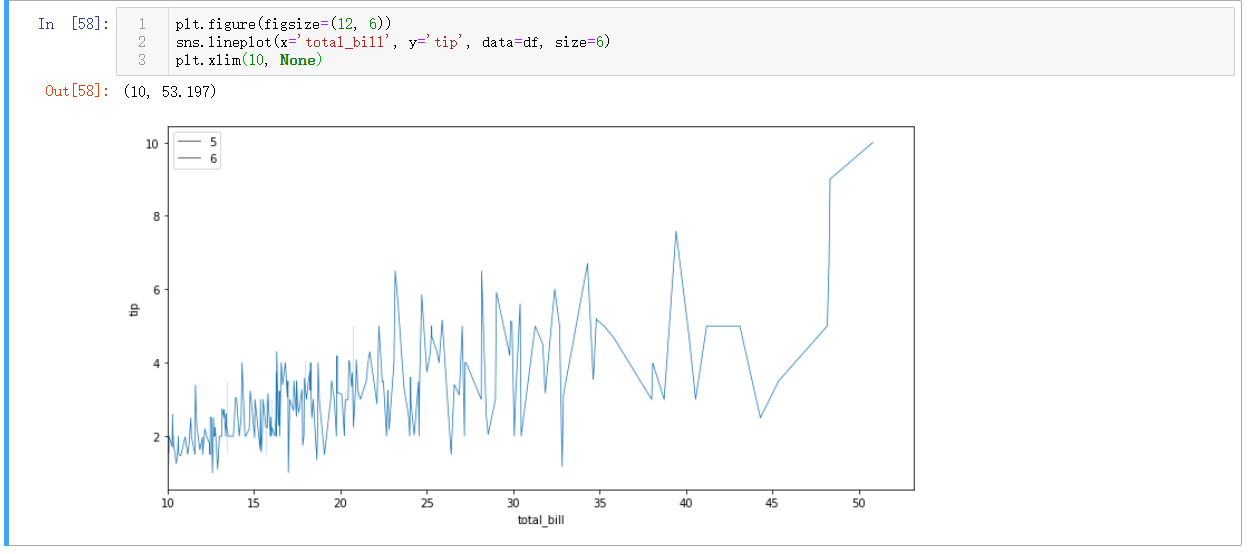 In [58]:
1 plt.figure(figsize=(12, 6))
2 sns.lineplot(x='total_bill', y='tip', data=df, size=6)
3 plt.xlim(10, None)
Out[58]: (10, 53.197)
5
6
10
8
6
4
2
tip
10 15 20 25 30 35 40 45 50
total_bill